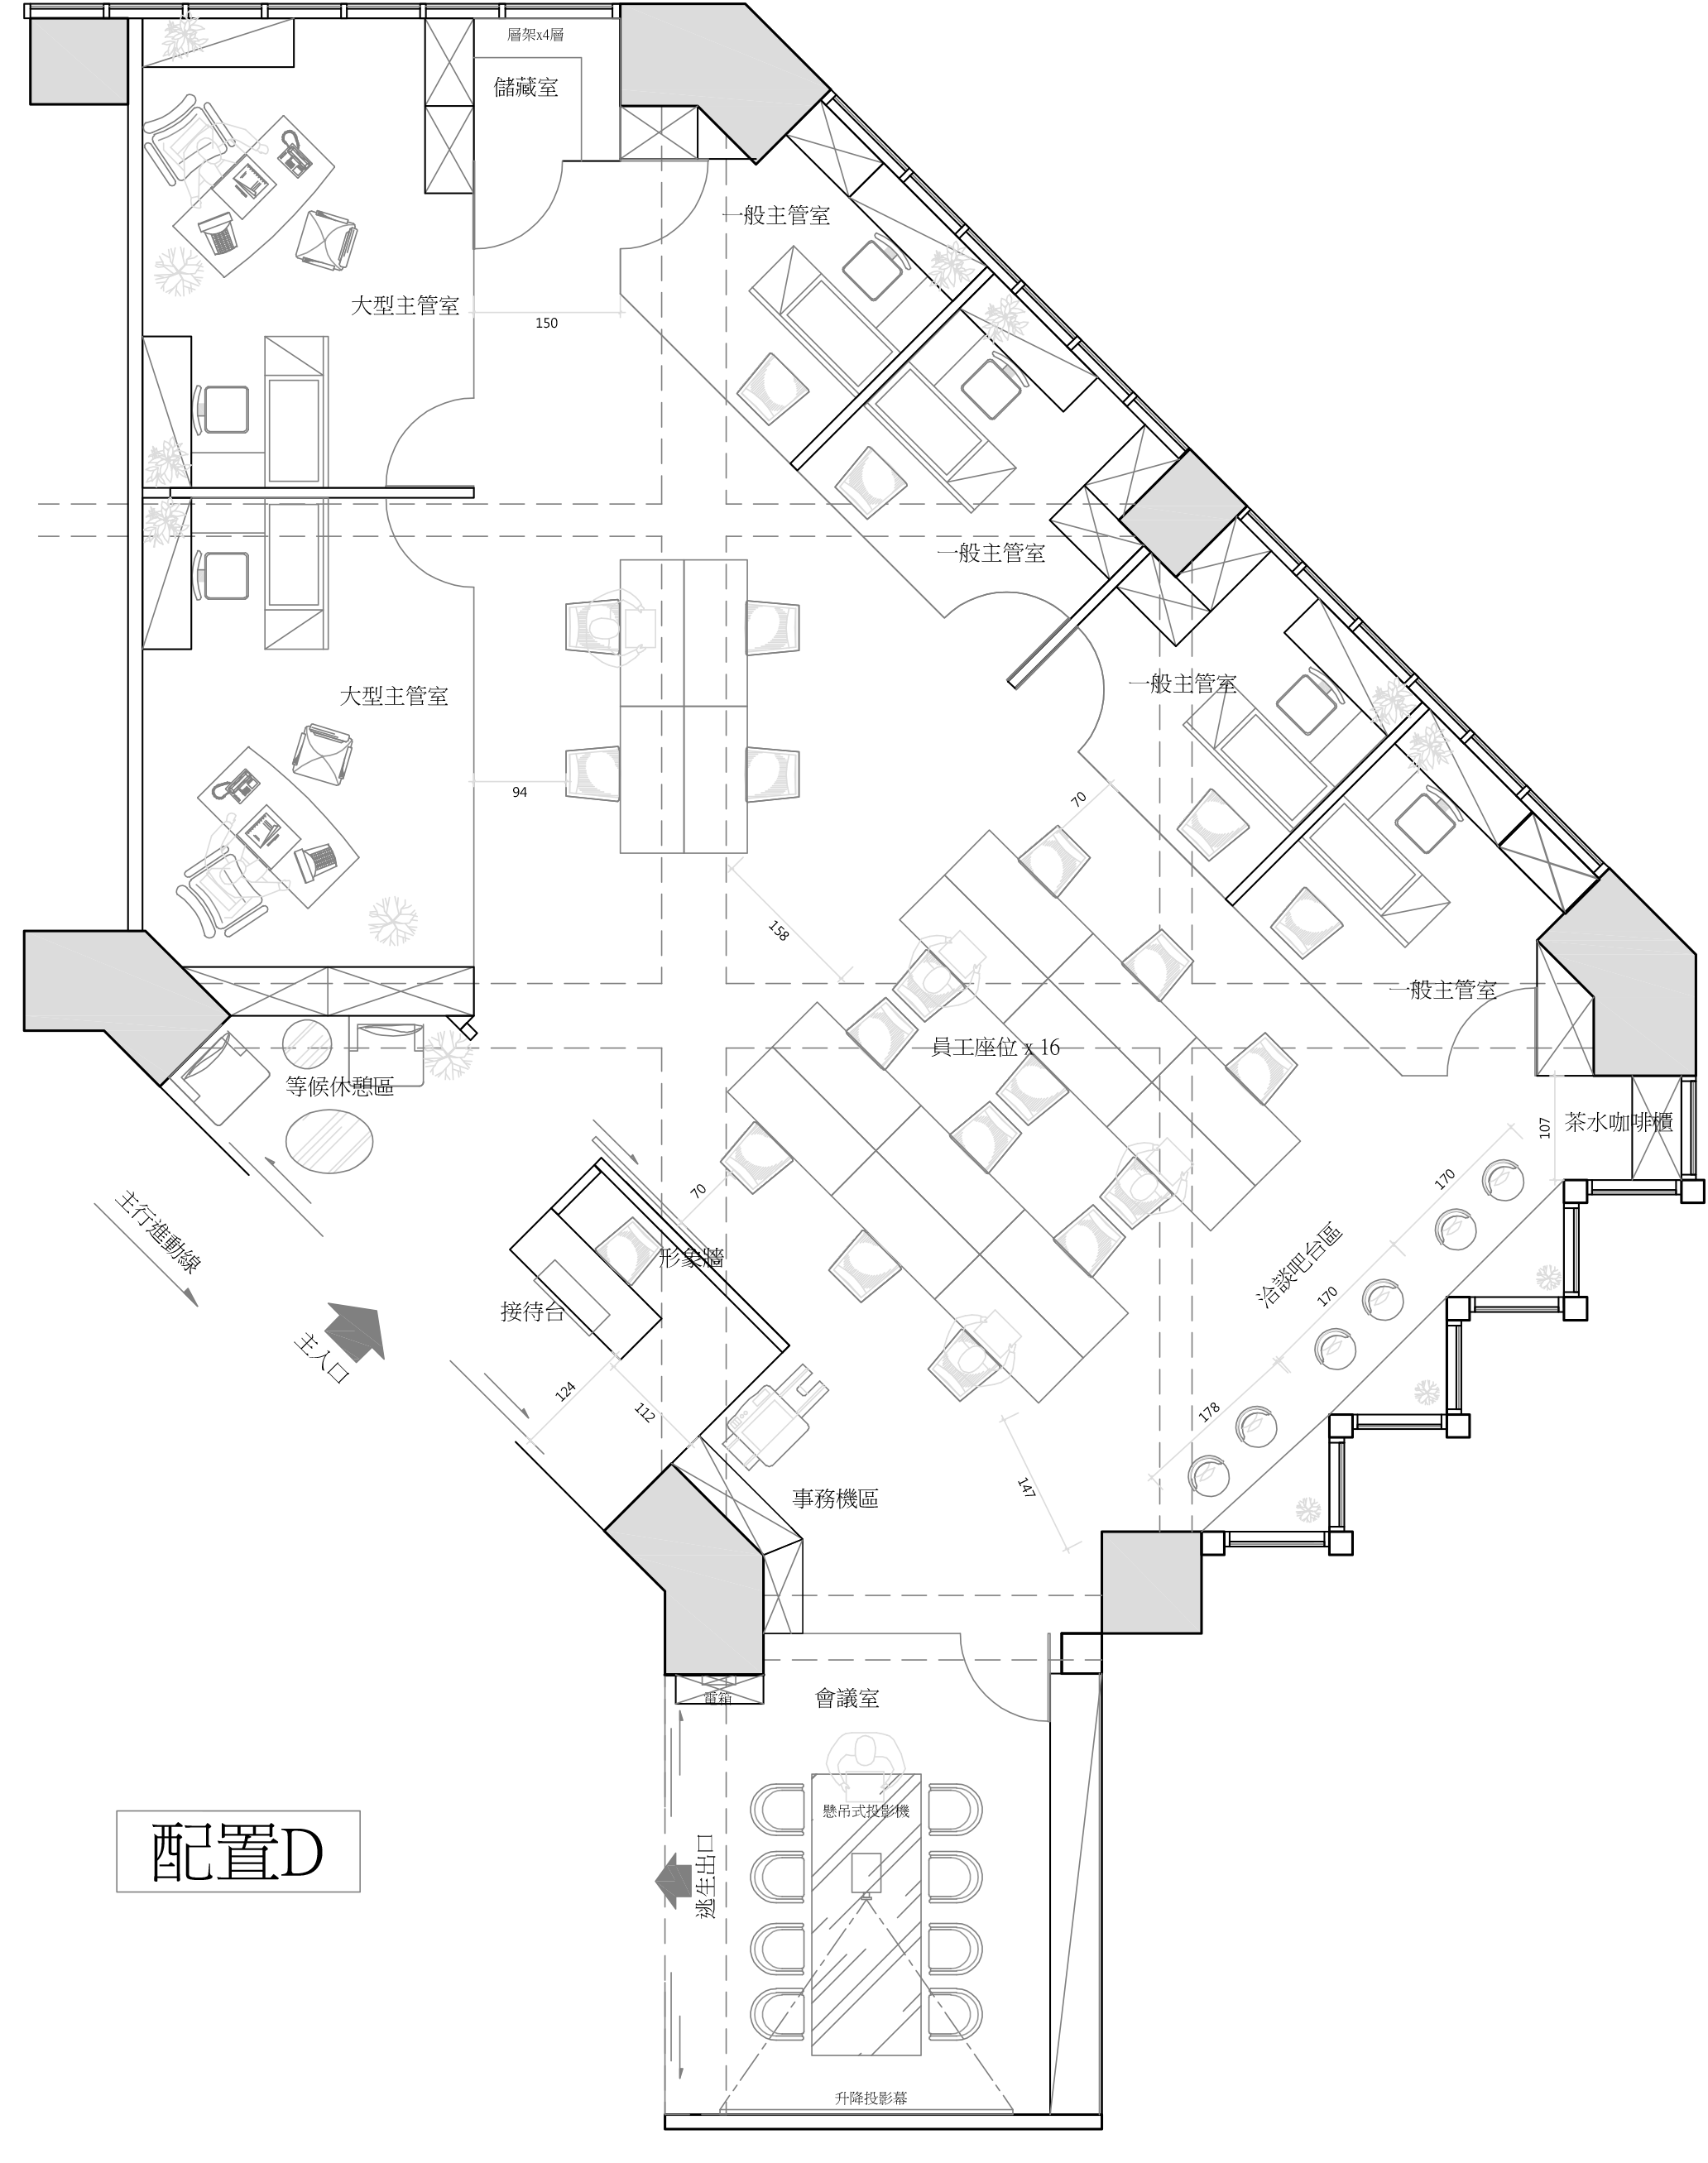 層架x4層
儲藏室
一般主管室
大型主管室
150
一般主管室
一般主管室
大型主管室
94
70
158
一般主管室
員工座位 x 16
等候休憩區
茶水咖啡櫃
107
170
70
主行進動線
形象牆
洽談吧台區
170
接待台
主入口
124
112
178
147
事務機區
電箱
會議室
懸吊式投影機
逃生出口
配置D
升降投影幕